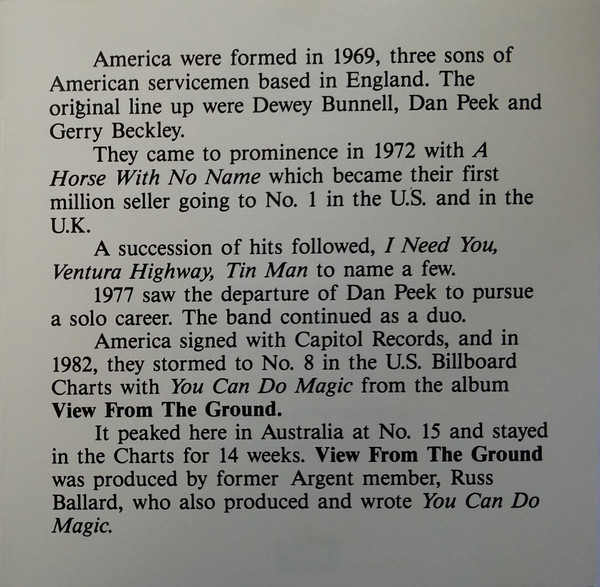 America were formed in 1969, three sons of
American servicemen based in England. The
original line up were Dewey Bunnell, Dan Peek and
Gerry Beckley.
They came to prominence in 1972 with A
Horse With No Name which became their first
million seller going to No. 1 in the U.S. and in the
U.K.
A succession of hits followed, I Need You,
Ventura Highway, Tin Man to name a few.
1977 saw the departure of Dan Peek to pursue
a solo career. The band continued as a duo.
America signed with Capitol Records, and in
1982, they stormed to No. 8 in the U.S. Billboard
Charts with You Can Do Magic from the album
View From The Ground.
It peaked here in Australia at No. 15 and stayed
in the Charts for 14 weeks. View From The Ground
was produced by former Argent member, Russ
Ballard, who also produced and wrote You Can Do
Magic.